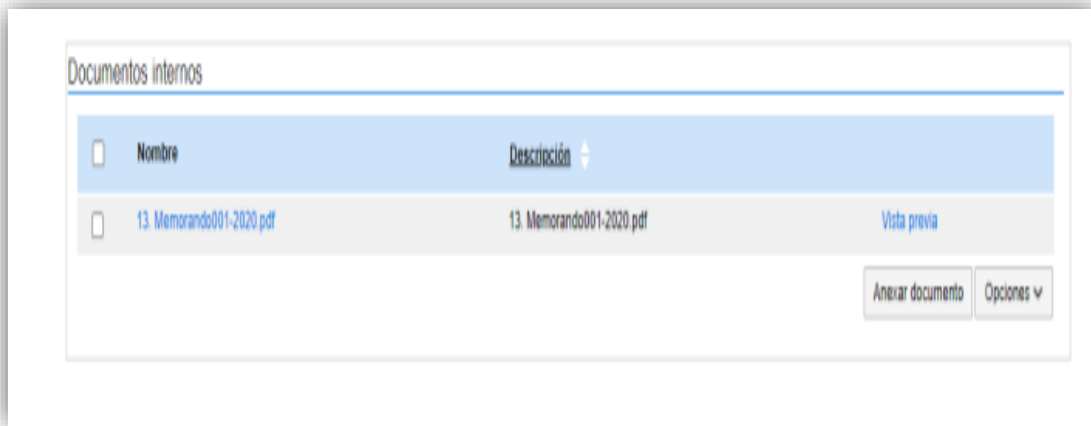 Documentos internos
Nombre Descripción
13. Memorando001-2020.pdf 13. Memorando001-2020.pdf Vista previa
Anexar documento Opciones